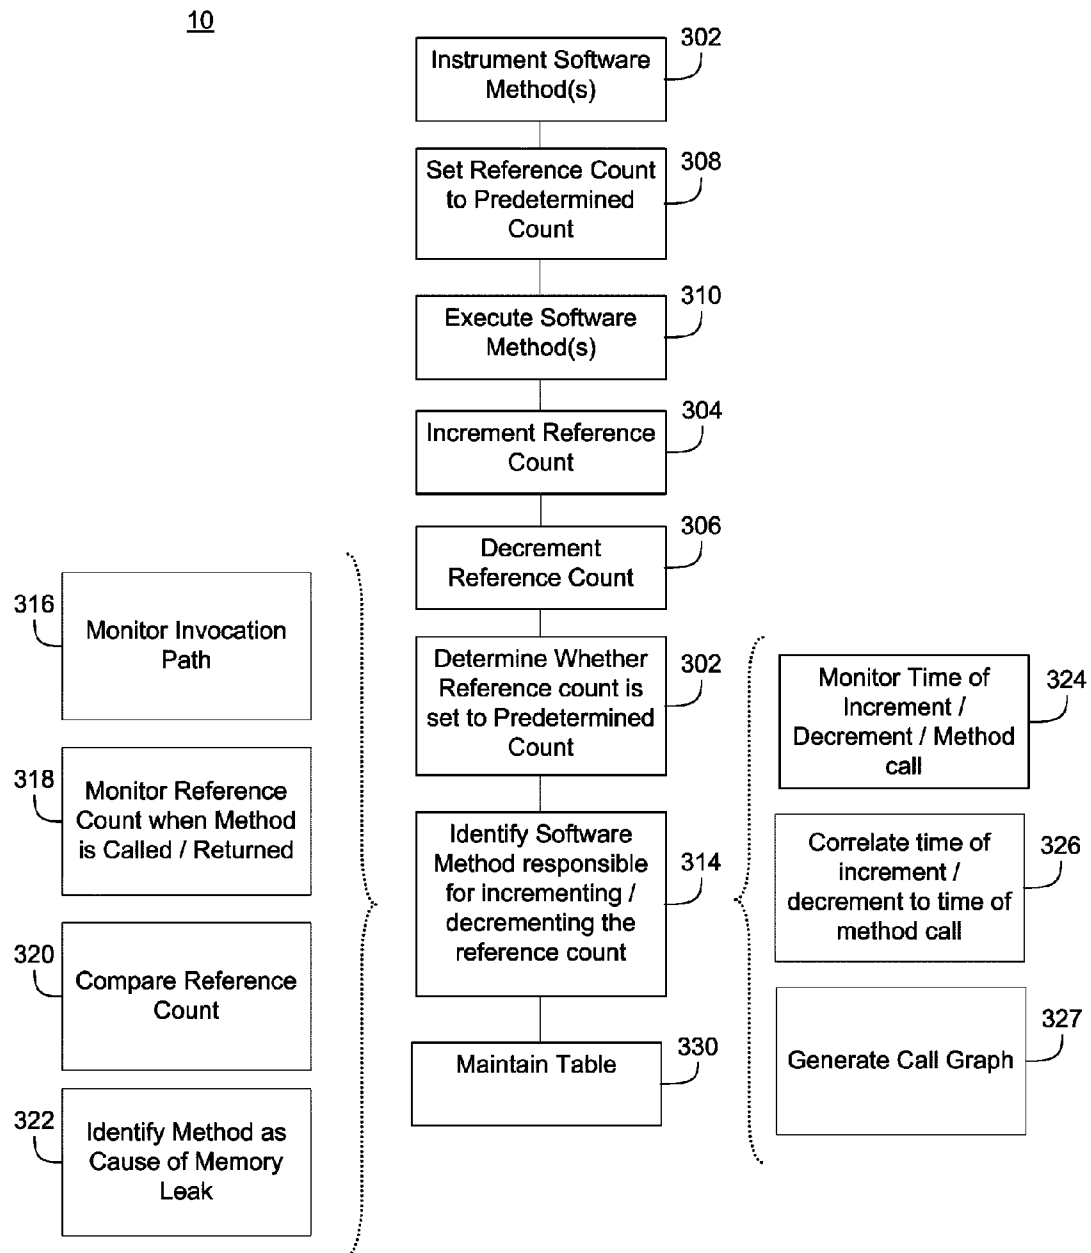 10
Instrument Software
Method(s)
302
Set Reference Count
to Predetermined
Count
308
Execute Software
Method(s)
310
Increment Reference
Count
304
Decrement
Reference Count
306
Determine Whether
Reference count is
set to Predetermined
Count
302
Identify Software
Method responsible
for incrementing /
decrementing the
reference count
314
Maintain Table
330
316
Monitor Invocation
Path
318
Monitor Reference
Count when Method
is Called / Returned
320
Compare Reference
Count
322
Identify Method as
Cause of Memory
Leak
Monitor Time of
Increment /
Decrement / Method
call
324
Correlate time of
increment /
decrement to time of
method call
326
Generate Call Graph
327